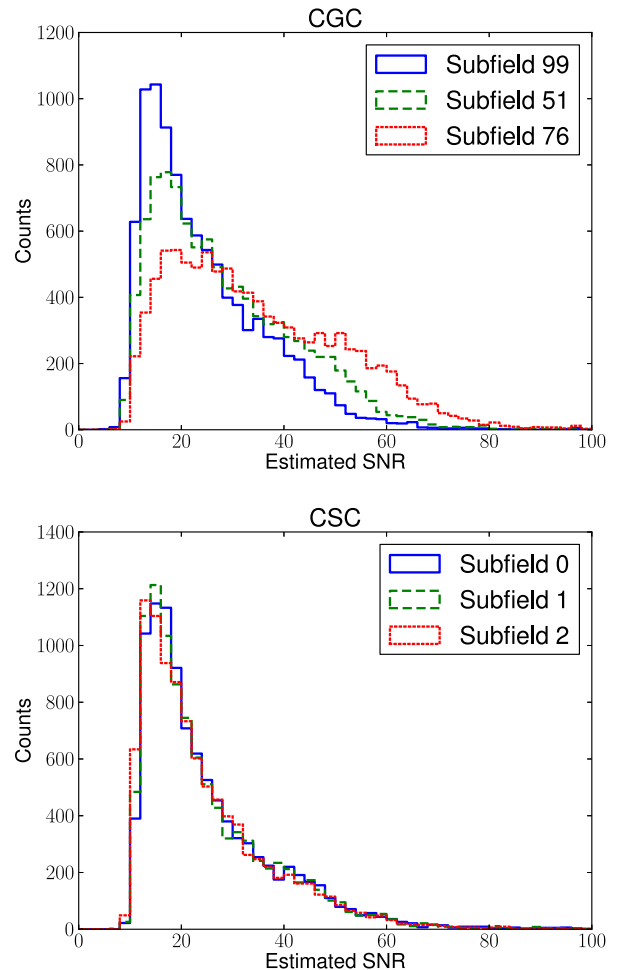 CGC
1200
1000
800
600
400
200
0
Counts
Subfield 99
Subfield 51
Subfield 76
0 20 40 60 80 100
Estimated SNR
CSC
1400
1200
1000
800
600
400
200
0
Counts
Subfield 0
Subfield 1
Subfield 2
0 20 40 60 80 100
Estimated SNR